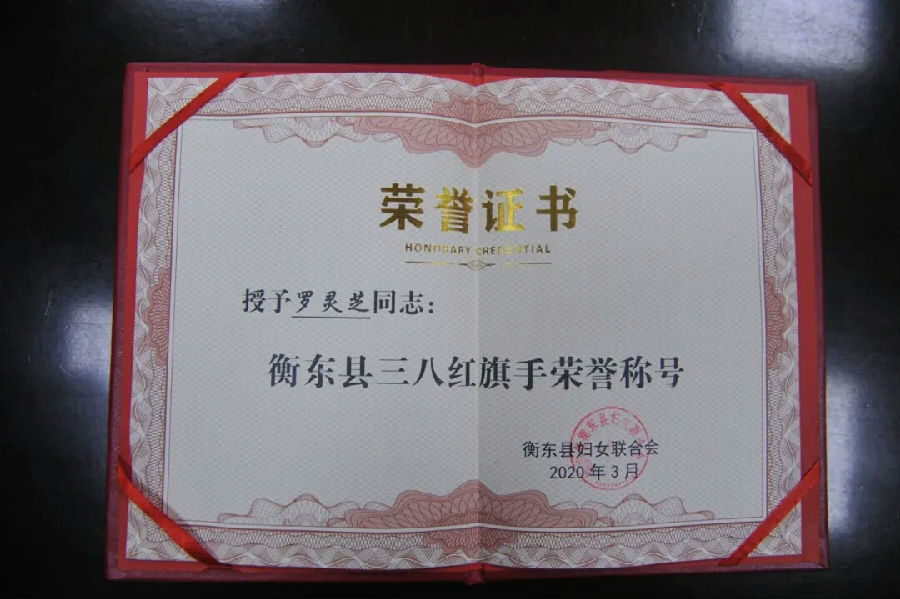 荣誉证书
HONORARY CREDENTIAL
授予罗灵芝同志:
衡东县三八红旗手荣誉称号
衡东县妇女联合会
2020年3月